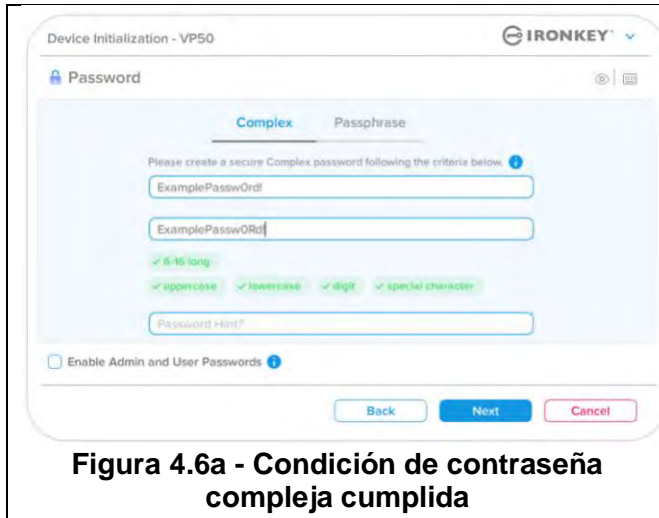 Device Initialization - VP50
IRONKEY
Password
Complex Passphrase
Please create a secure Complex password following the criteria below.
ExamplePassw0rd!
ExamplePassw0Rd!
6-16 long
uppercase lowercase digit special character
Password Hint?
Enable Admin and User Passwords
Back Next Cancel
Figura 4.6a - Condición de contraseña
compleja cumplida